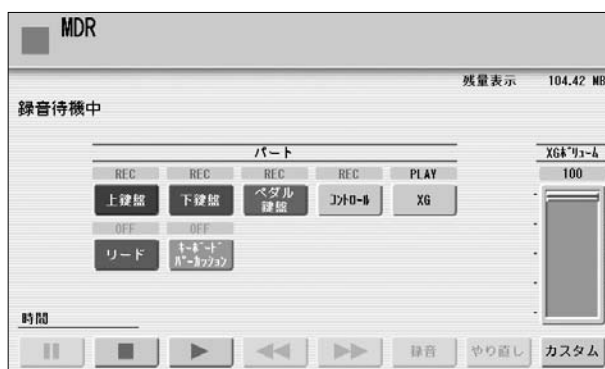 MDR
残量表示 104.42 MB
録音待機中
パート
XGボリューム
REC REC REC REC PLAY 100
上鍵盤 下鍵盤 ペダル鍵盤 コントロール XG
OFF OFF
リード キーボードパーカッション
時間
録音 やり直し カスタム